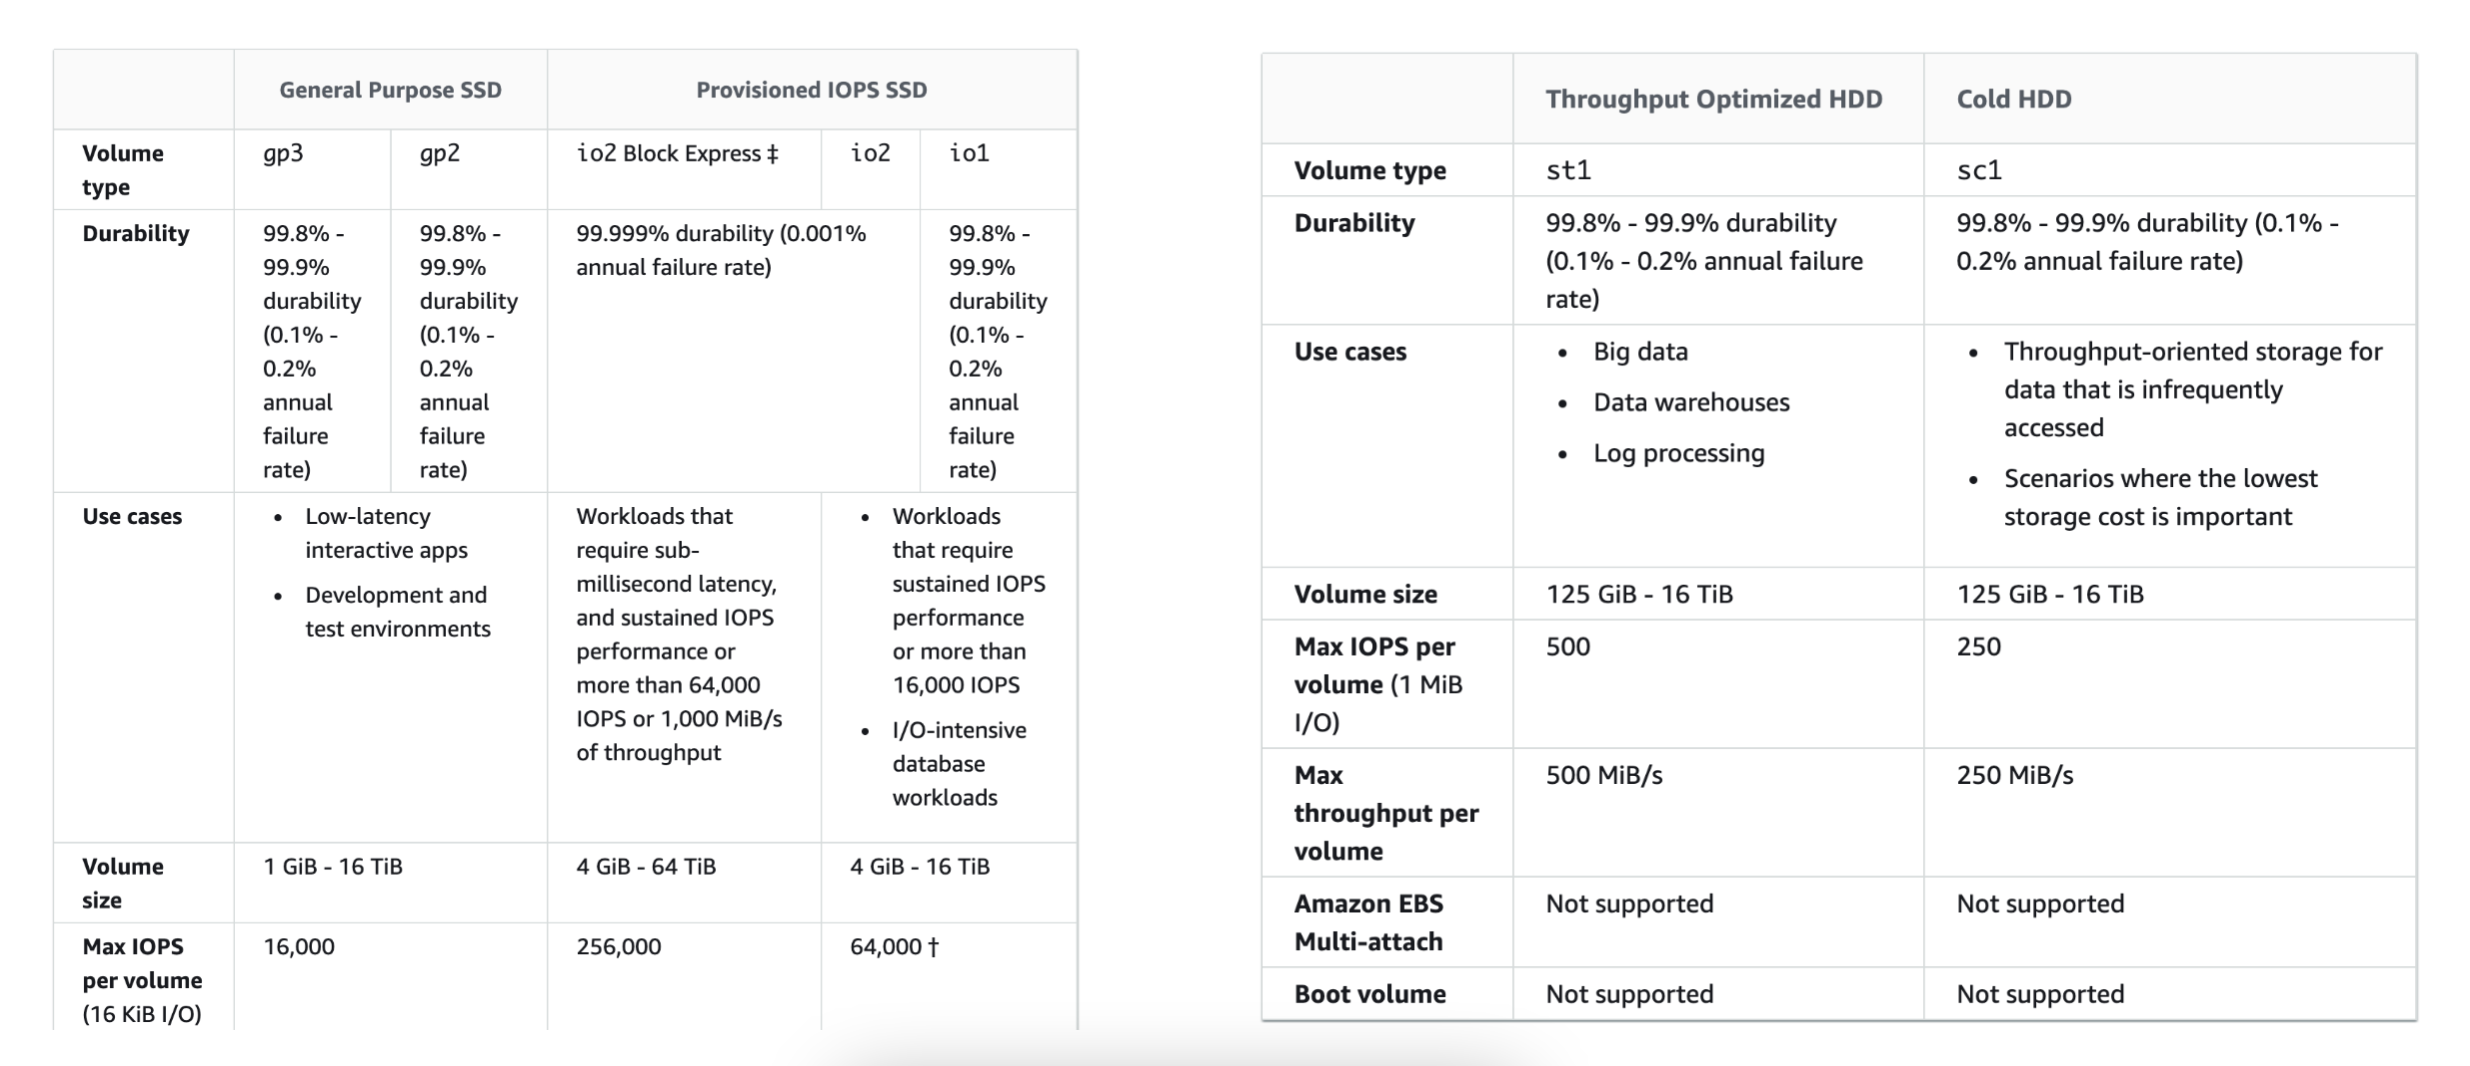 General Purpose SSD
Provisioned IOPS SSD
Volume
type
gp3
gp2
io2 Block Express ‡
io2
io1
Durability
99.8% -
99.9%
durability
(0.1% -
0.2%
annual
failure
rate)
99.8% -
99.9%
durability
(0.1% -
0.2%
annual
failure
rate)
99.999% durability (0.001%
annual failure rate)
99.8% -
99.9%
durability
(0.1% -
0.2%
annual
failure
rate)
Use cases
• Low-latency
interactive apps
• Development and
test environments
Workloads that
require sub-
millisecond latency,
and sustained IOPS
performance or
more than 64,000
IOPS or 1,000 MiB/s
of throughput
• Workloads
that require
sustained IOPS
performance
or more than
16,000 IOPS
• I/O-intensive
database
workloads
Volume
size
1 GiB - 16 TiB
4 GiB - 64 TiB
4 GiB - 16 TiB
Max IOPS
per volume
(16 KiB I/O)
16,000
256,000
64,000 †
Throughput Optimized HDD
Cold HDD
Volume type
st1
sc1
Durability
99.8% - 99.9% durability
(0.1% - 0.2% annual failure
rate)
99.8% - 99.9% durability (0.1% -
0.2% annual failure rate)
Use cases
• Big data
• Data warehouses
• Log processing
• Throughput-oriented storage for
data that is infrequently
accessed
• Scenarios where the lowest
storage cost is important
Volume size
125 GiB - 16 TiB
125 GiB - 16 TiB
Max IOPS per
volume (1 MiB
I/O)
500
250
Max
throughput per
volume
500 MiB/s
250 MiB/s
Amazon EBS
Multi-attach
Not supported
Not supported
Boot volume
Not supported
Not supported